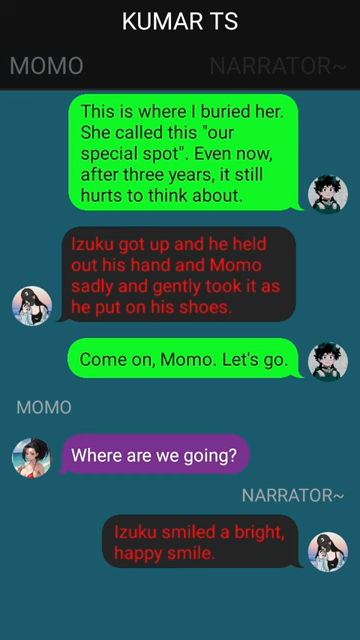 KUMAR TS
MOMO
NARRATOR~
This is where I buried her.
She called this "our
special spot". Even now,
after three years, it still
hurts to think about.
Izuku got up and he held
out his hand and Momo
sadly and gently took it as
he put on his shoes.
Come on, Momo. Let's go.
MOMO
Where are we going?
NARRATOR~
Izuku smiled a bright,
happy smile.